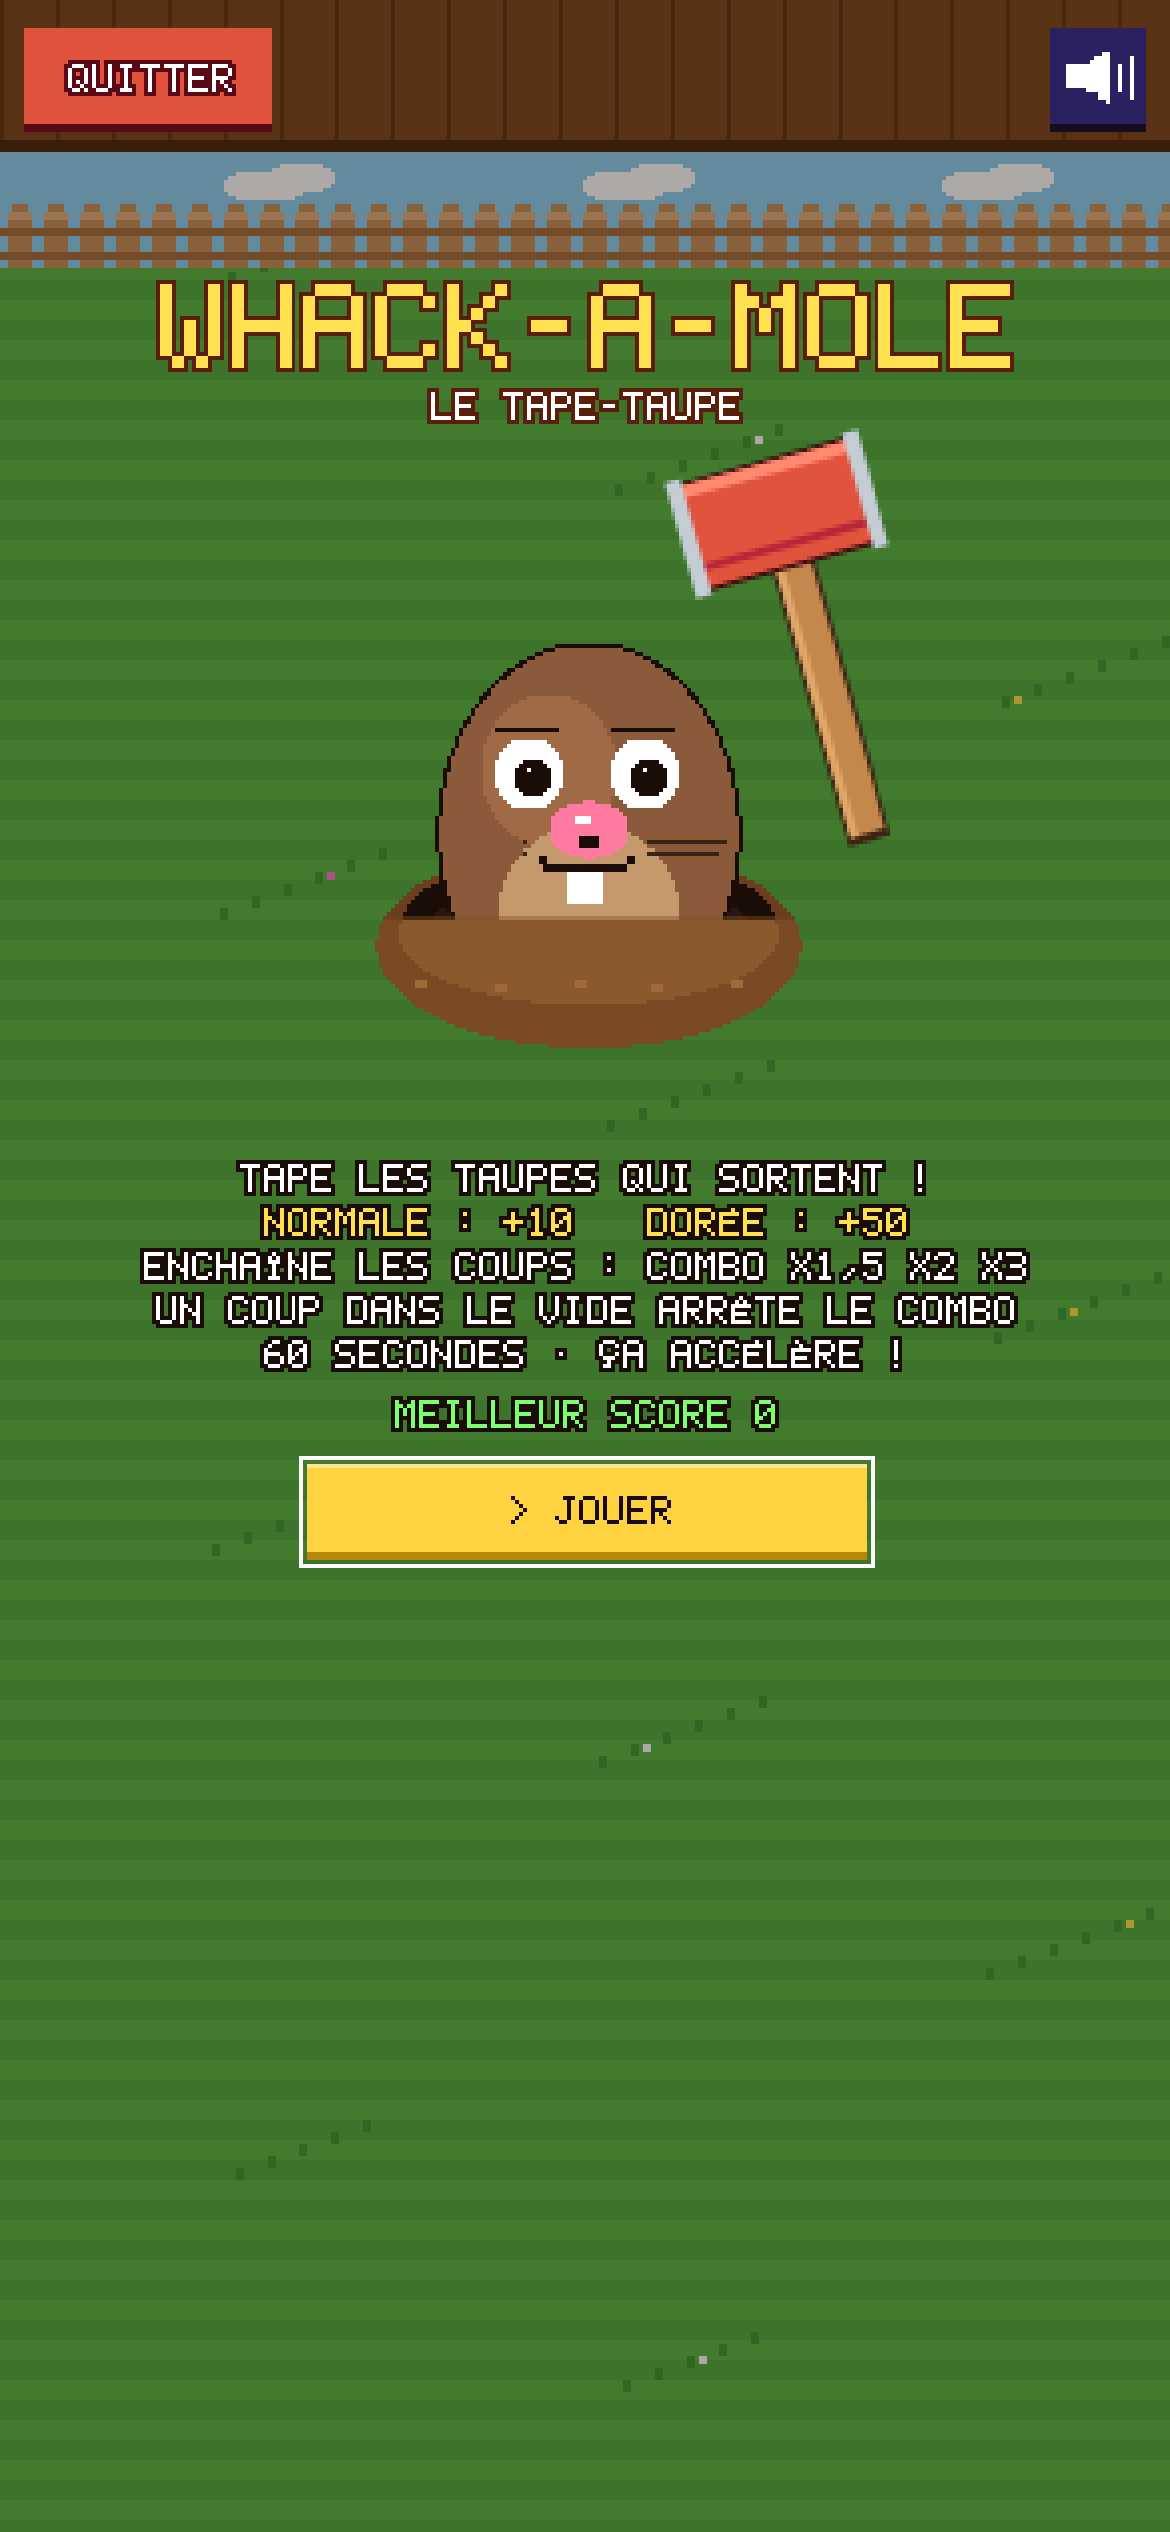 QUITTER
WHACK-A-MOLE
LE TAPE-TAUPE
TAPE LES TAUPES QUI SORTENT !
NORMALE : +10 DORÉE : +50
ENCHAÎNE LES COUPS : COMBO X1,5 X2 X3
UN COUP DANS LE VIDE ARRÊTE LE COMBO
60 SECONDES · ÇA ACCÉLÈRE !
MEILLEUR SCORE 0
> JOUER